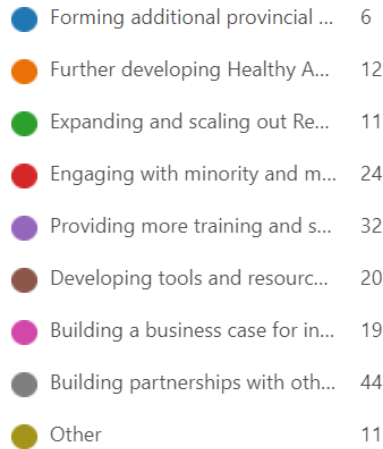 Forming additional provincial ... 6
Further developing Healthy A... 12
Expanding and scaling out Re... 11
Engaging with minority and m... 24
Providing more training and s... 32
Developing tools and resourc... 20
Building a business case for in... 19
Building partnerships with oth... 44
Other 11